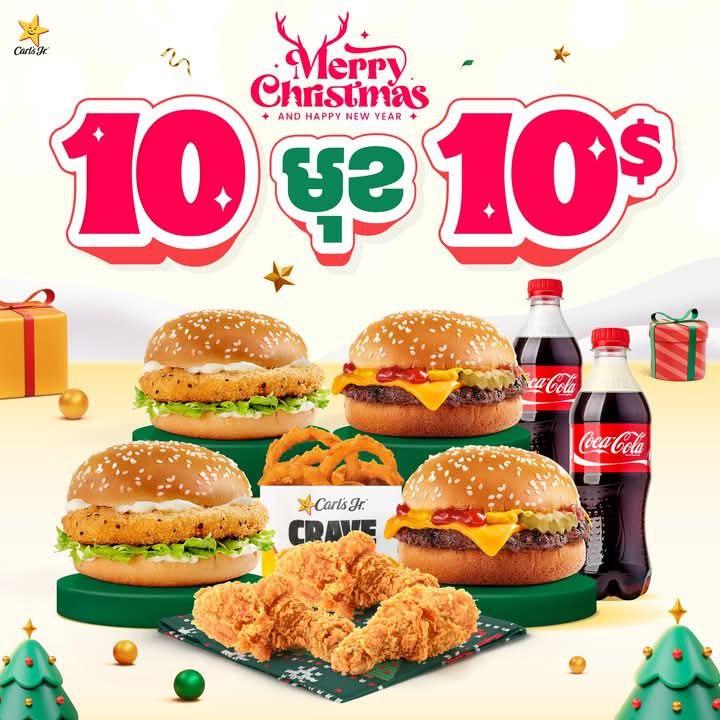 Carl's Jr.
Merry
Christmas
AND HAPPY NEW YEAR
10 មុខ 10$
Coca-Cola
Coca-Cola
Carl's Jr.
CRAVE